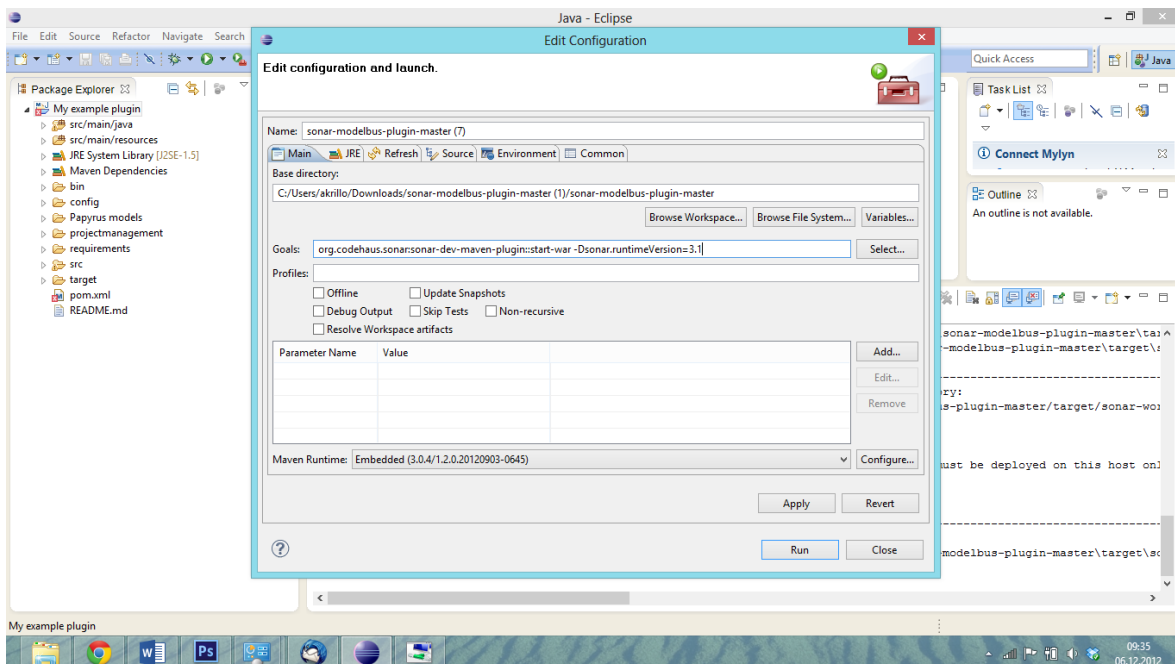 Java - Eclipse
File Edit Source Refactor Navigate Search
Edit Configuration
Quick Access
Java
Package Explorer
My example plugin
src/main/java
src/main/resources
JRE System Library [J2SE-1.5]
Maven Dependencies
bin
config
Papyrus models
projectmanagement
requirements
src
target
pom.xml
README.md
Edit configuration and launch.
Name: sonar-modelbus-plugin-master (7)
Main JRE Refresh Source Environment Common
Base directory:
C:/Users/akrillo/Downloads/sonar-modelbus-plugin-master (1)/sonar-modelbus-plugin-master
Browse Workspace... Browse File System... Variables...
Goals: org.codehaus.sonar:sonar-dev-maven-plugin::start-war -Dsonar.runtimeVersion=3.1 Select...
Profiles:
Offline Update Snapshots
Debug Output Skip Tests Non-recursive
Resolve Workspace artifacts
Parameter Name Value
Add...
Edit...
Remove
Maven Runtime: Embedded (3.0.4/1.2.0.20120903-0645) Configure...
Apply Revert
Run Close
Task List
Connect Mylyn
Outline
An outline is not available.
sonar-modelbus-plugin-master\ta
-modelbus-plugin-master\target\
ry:
s-plugin-master/target/sonar-wo
ust be deployed on this host onl
modelbus-plugin-master\target\so
My example plugin
W
Ps
09:35
06.12.2012